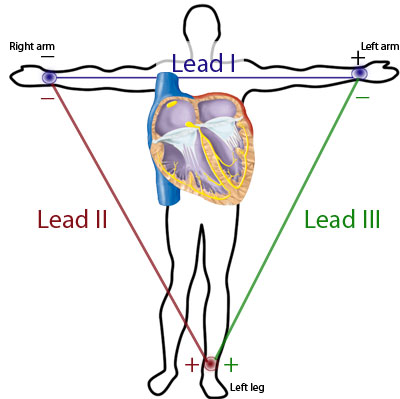 Right arm
Left arm
−
+
Lead I
−
−
Lead II
Lead III
+
+
Left leg